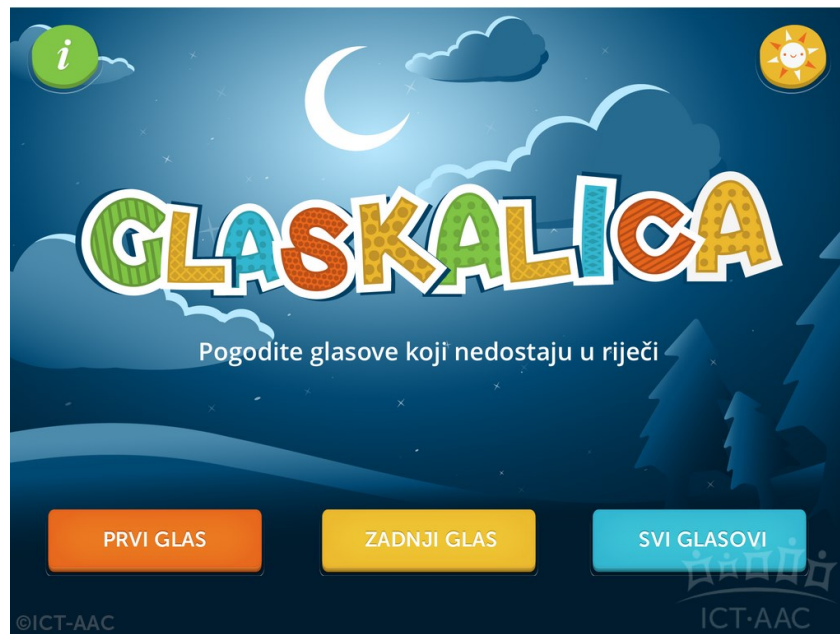 i
GLASKALICA
Pogodite glasove koji nedostaju u riječi
PRVI GLAS
ZADNJI GLAS
SVI GLASOVI
©ICT-AAC
ICT·AAC